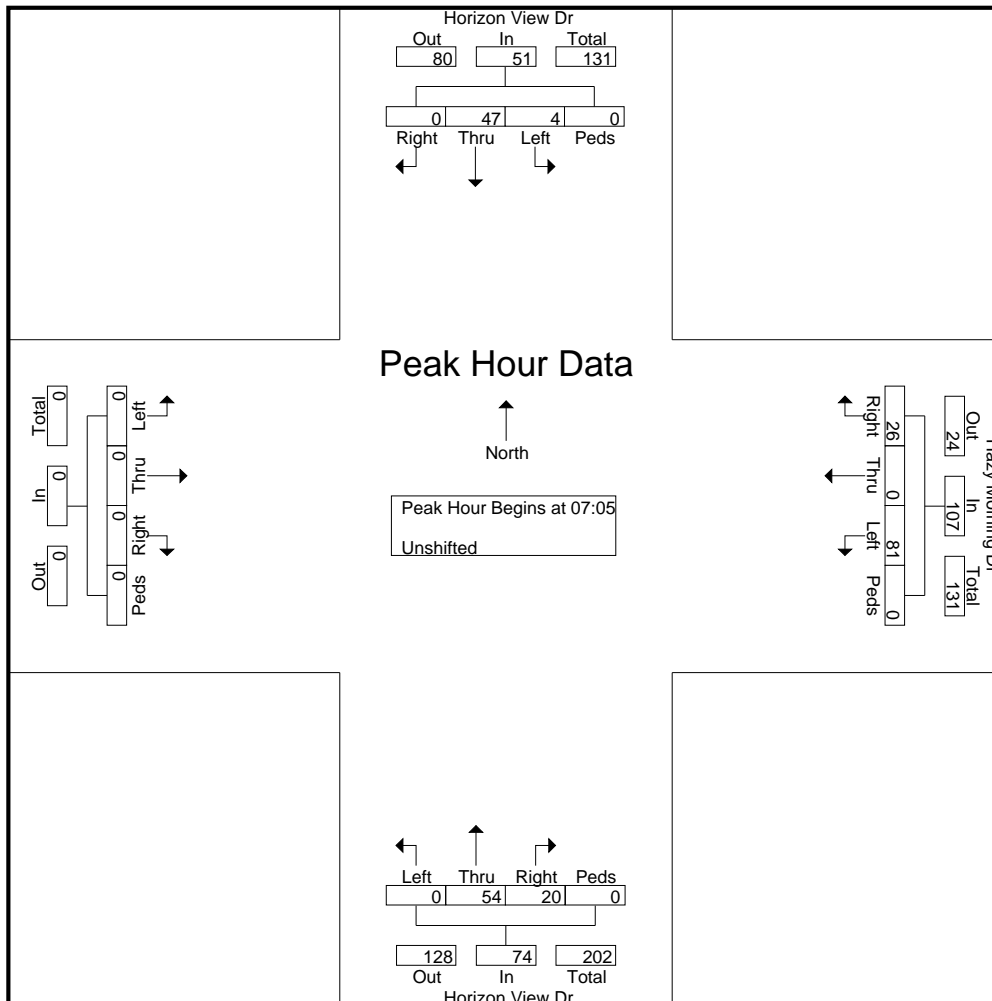 Horizon View Dr
Out In Total
80 51 131
0 47 4 0
Right Thru Left Peds
Peak Hour Data
North
Peak Hour Begins at 07:05
Unshifted
Left Thru Right Peds
0 0 0 0
Total In Out
0 0 0
Right Thru Left Peds
26 0 81 0
Out In Total
24 107 131
Hazy Morning Dr
Left Thru Right Peds
0 54 20 0
128 74 202
Out In Total
Horizon View Dr